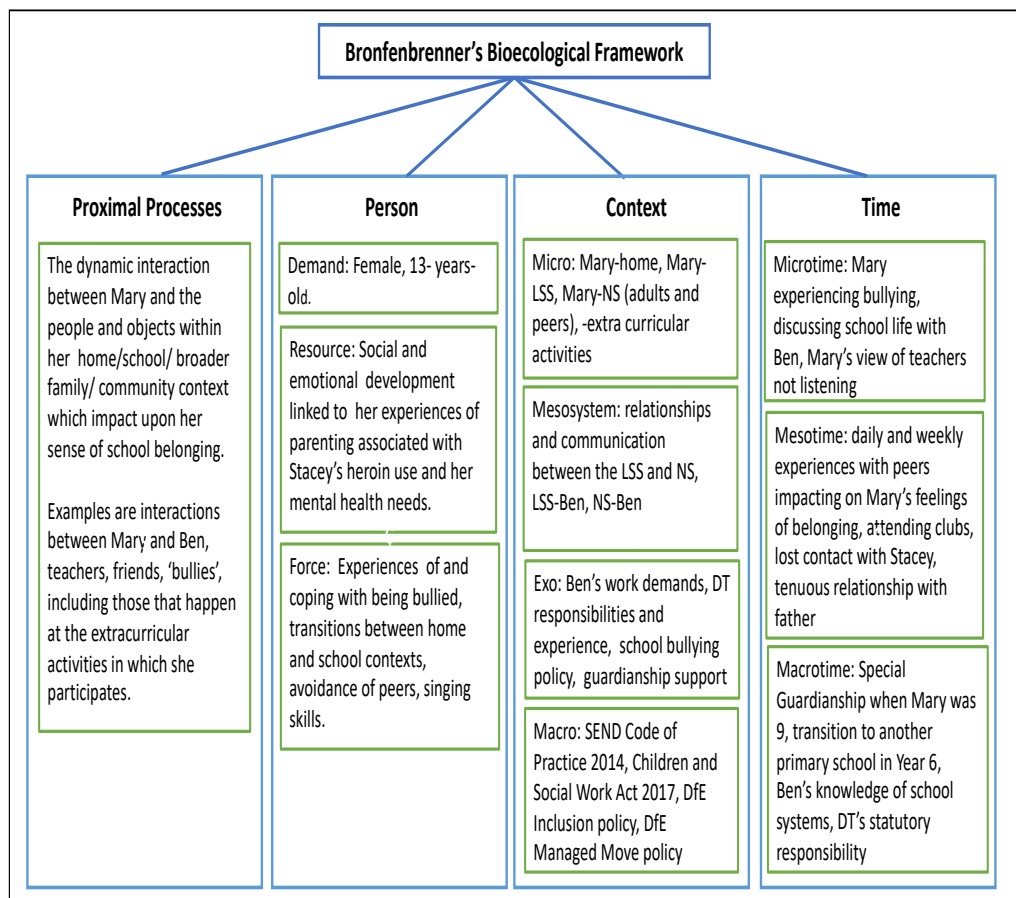 Bronfenbrenner's Bioecological Framework
Proximal Processes
The dynamic interaction
between Mary and the
people and objects within
her home/school/ broader
family/ community context
which impact upon her
sense of school belonging.
Examples are interactions
between Mary and Ben,
teachers, friends, 'bullies',
including those that happen
at the extracurricular
activities in which she
participates.
Person
Demand: Female, 13- years-
old.
Resource: Social and
emotional development
linked to her experiences of
parenting associated with
Stacey's heroin use and her
mental health needs.
Force: Experiences of and
coping with being bullied,
transitions between home
and school contexts,
avoidance of peers, singing
skills.
Context
Micro: Mary-home, Mary-
LSS, Mary-NS (adults and
peers), -extra curricular
activities
Mesosystem: relationships
and communication
between the LSS and NS,
LSS-Ben, NS-Ben
Exo: Ben's work demands, DT
responsibilities and
experience, school bullying
policy, guardianship support
Macro: SEND Code of
Practice 2014, Children and
Social Work Act 2017, DfE
Inclusion policy, DfE
Managed Move policy
Time
Microtime: Mary
experiencing bullying,
discussing school life with
Ben, Mary's view of teachers
not listening
Mesotime: daily and weekly
experiences with peers
impacting on Mary's feelings
of belonging, attending clubs,
lost contact with Stacey,
tenuous relationship with
father
Macrotime: Special
Guardianship when Mary was
9, transition to another
primary school in Year 6,
Ben's knowledge of school
systems, DT's statutory
responsibility